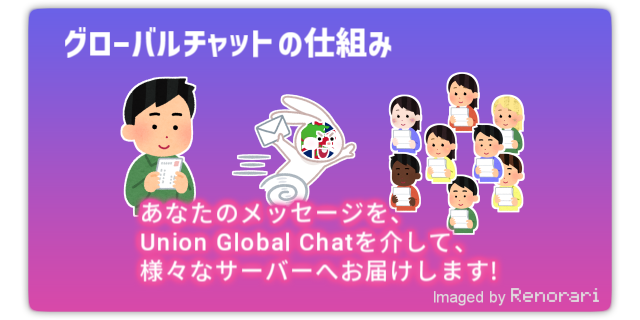 グローバルチャットの仕組み
あなたのメッセージを、
Union Global Chatを介して、
様々なサーバーへお届けします!
Imaged by Renorari